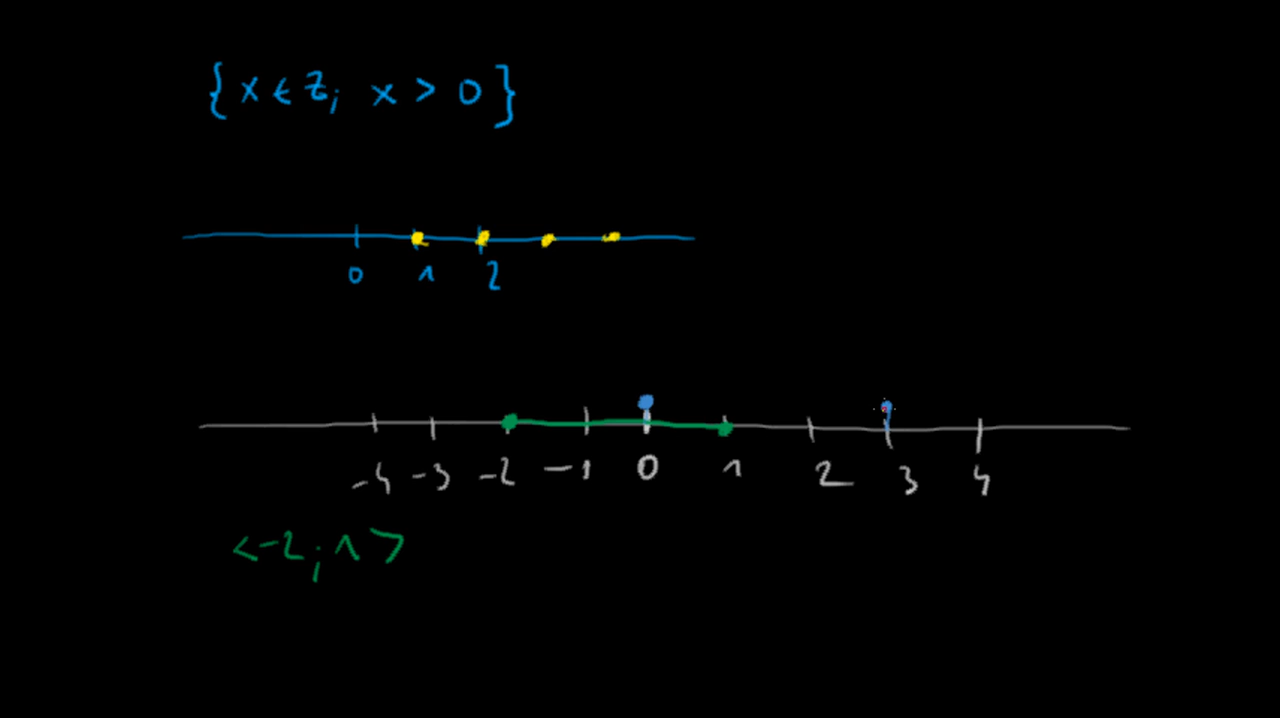 {x ∈ Z; x > 0}
0 1 2
-4 -3 -2 -1 0 1 2 3 4
<-2; 1>